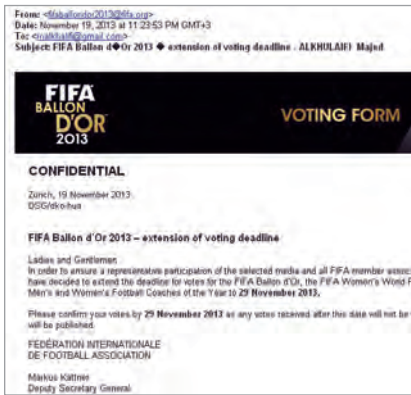 From: <fifaballondor2013@fifa.org>
Date: November 19, 2013 at 11:23:53 PM GMT+3
To:
Subject: FIFA Ballon d�Or 2013 � extension of voting deadline - ALKHULAIFI Majed
FIFA
BALLON
D'OR
2013
VOTING FORM
CONFIDENTIAL
Zurich, 19 November 2013
DSG/dko-hua
FIFA Ballon d'Or 2013 – extension of voting deadline
Ladies and Gentlemen
In order to ensure a representative participation of the selected media and all FIFA member
have decided to extend the deadline for votes for the FIFA Ballon d'Or, the FIFA Women's World
Men's and Women's Football Coaches of the Year to 29 November 2013.
Please confirm your votes by 29 November 2013 as any votes received after this date will not be
will be published.
FÉDÉRATION INTERNATIONALE
DE FOOTBALL ASSOCIATION
Markus Kattner
Deputy Secretary General